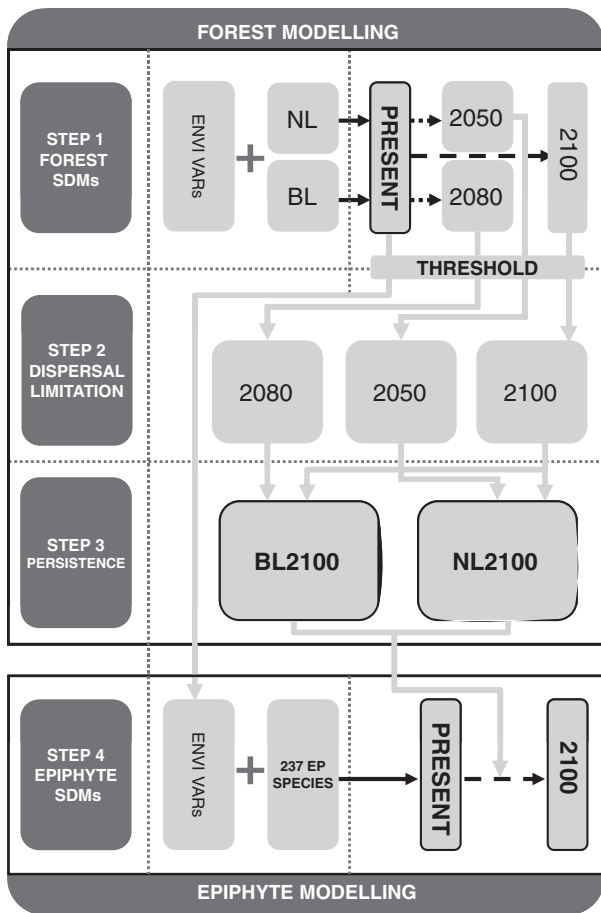 FOREST MODELLING
STEP 1
FOREST
SDMs
ENVI VARs
+
NL
BL
PRESENT
2050
2080
2100
THRESHOLD
STEP 2
DISPERSAL
LIMITATION
2080
2050
2100
STEP 3
PERSISTENCE
BL2100
NL2100
STEP 4
EPIPHYTE
SDMs
ENVI VARs
+
237 EP
SPECIES
PRESENT
2100
EPIPHYTE MODELLING